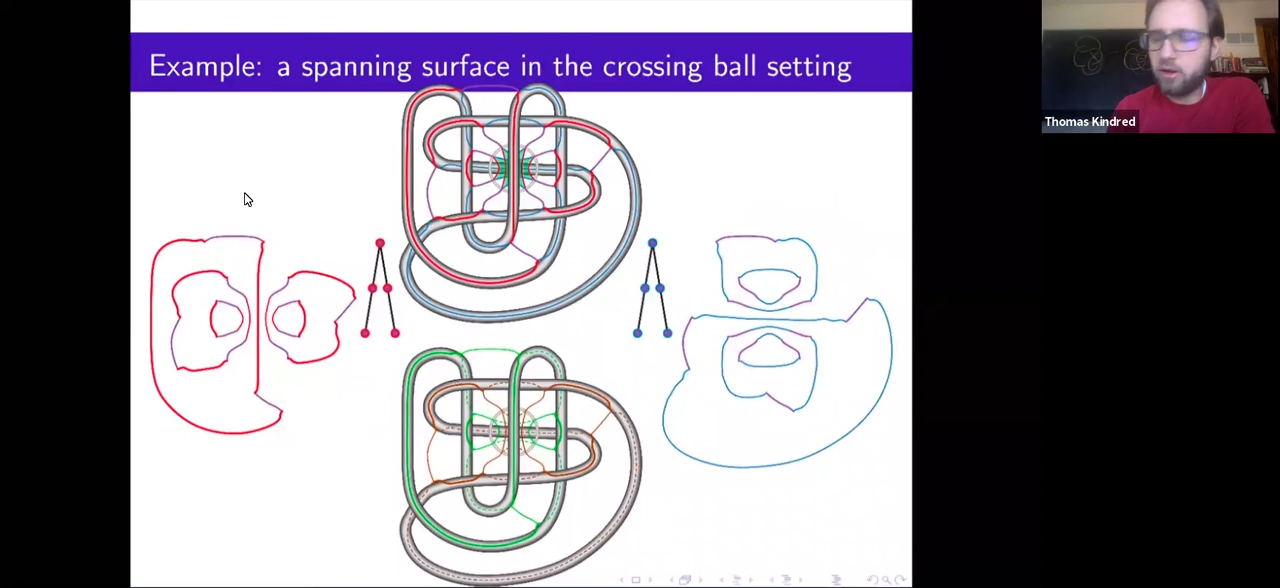 Example: a spanning surface in the crossing ball setting
Thomas Kindred